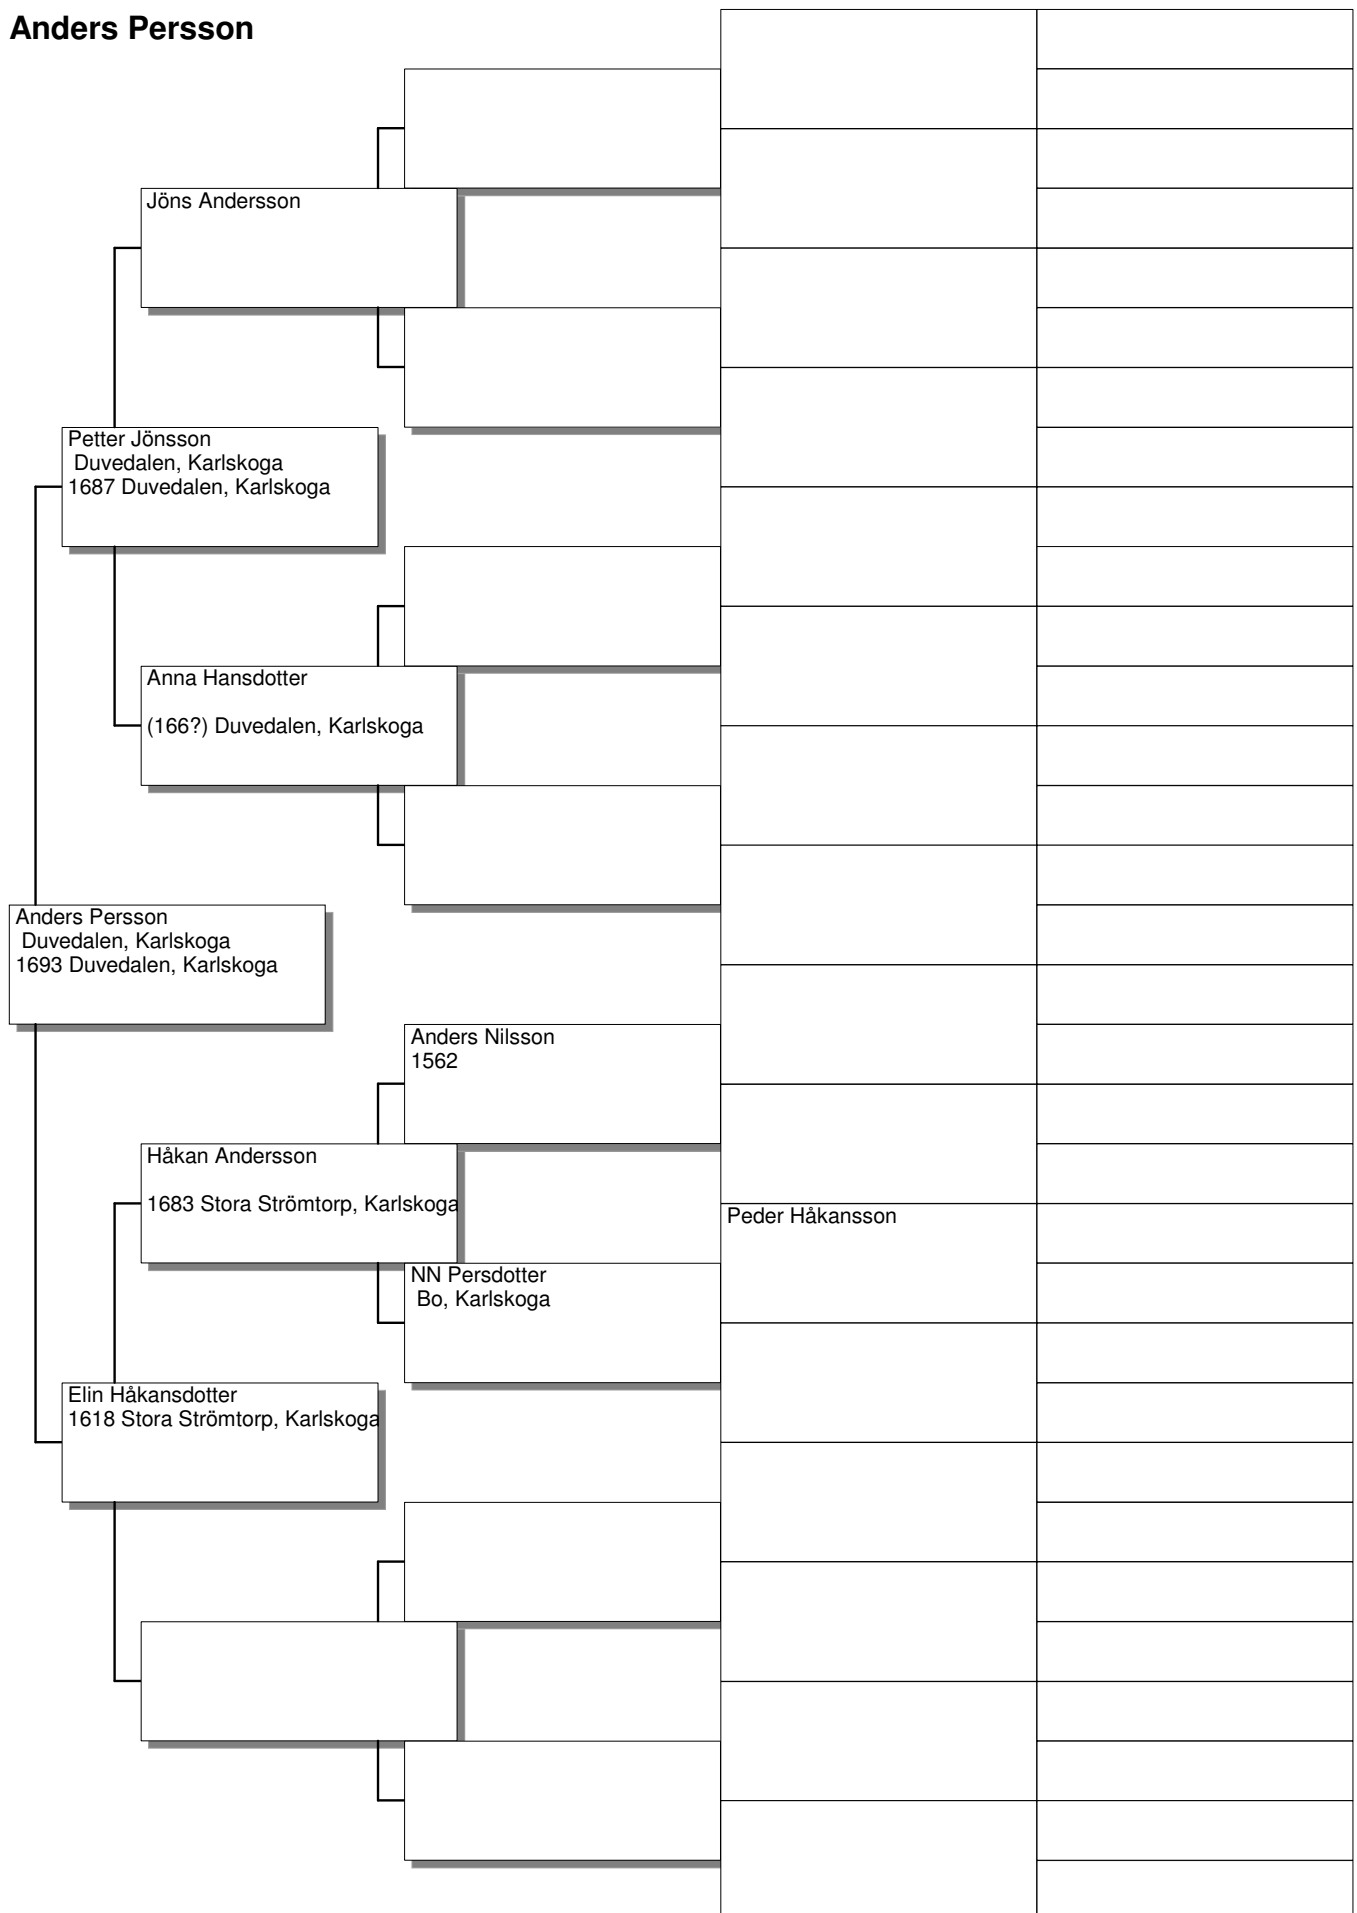 Anders Persson
Jöns Andersson
Petter Jönsson
Duvedalen, Karlskoga
1687 Duvedalen, Karlskoga
Anna Hansdotter
(166?) Duvedalen, Karlskoga
Anders Persson
Duvedalen, Karlskoga
1693 Duvedalen, Karlskoga
Anders Nilsson
1562
Håkan Andersson
1683 Stora Strömtorp, Karlskoga
Peder Håkansson
NN Persdotter
Bo, Karlskoga
Elin Håkansdotter
1618 Stora Strömtorp, Karlskoga